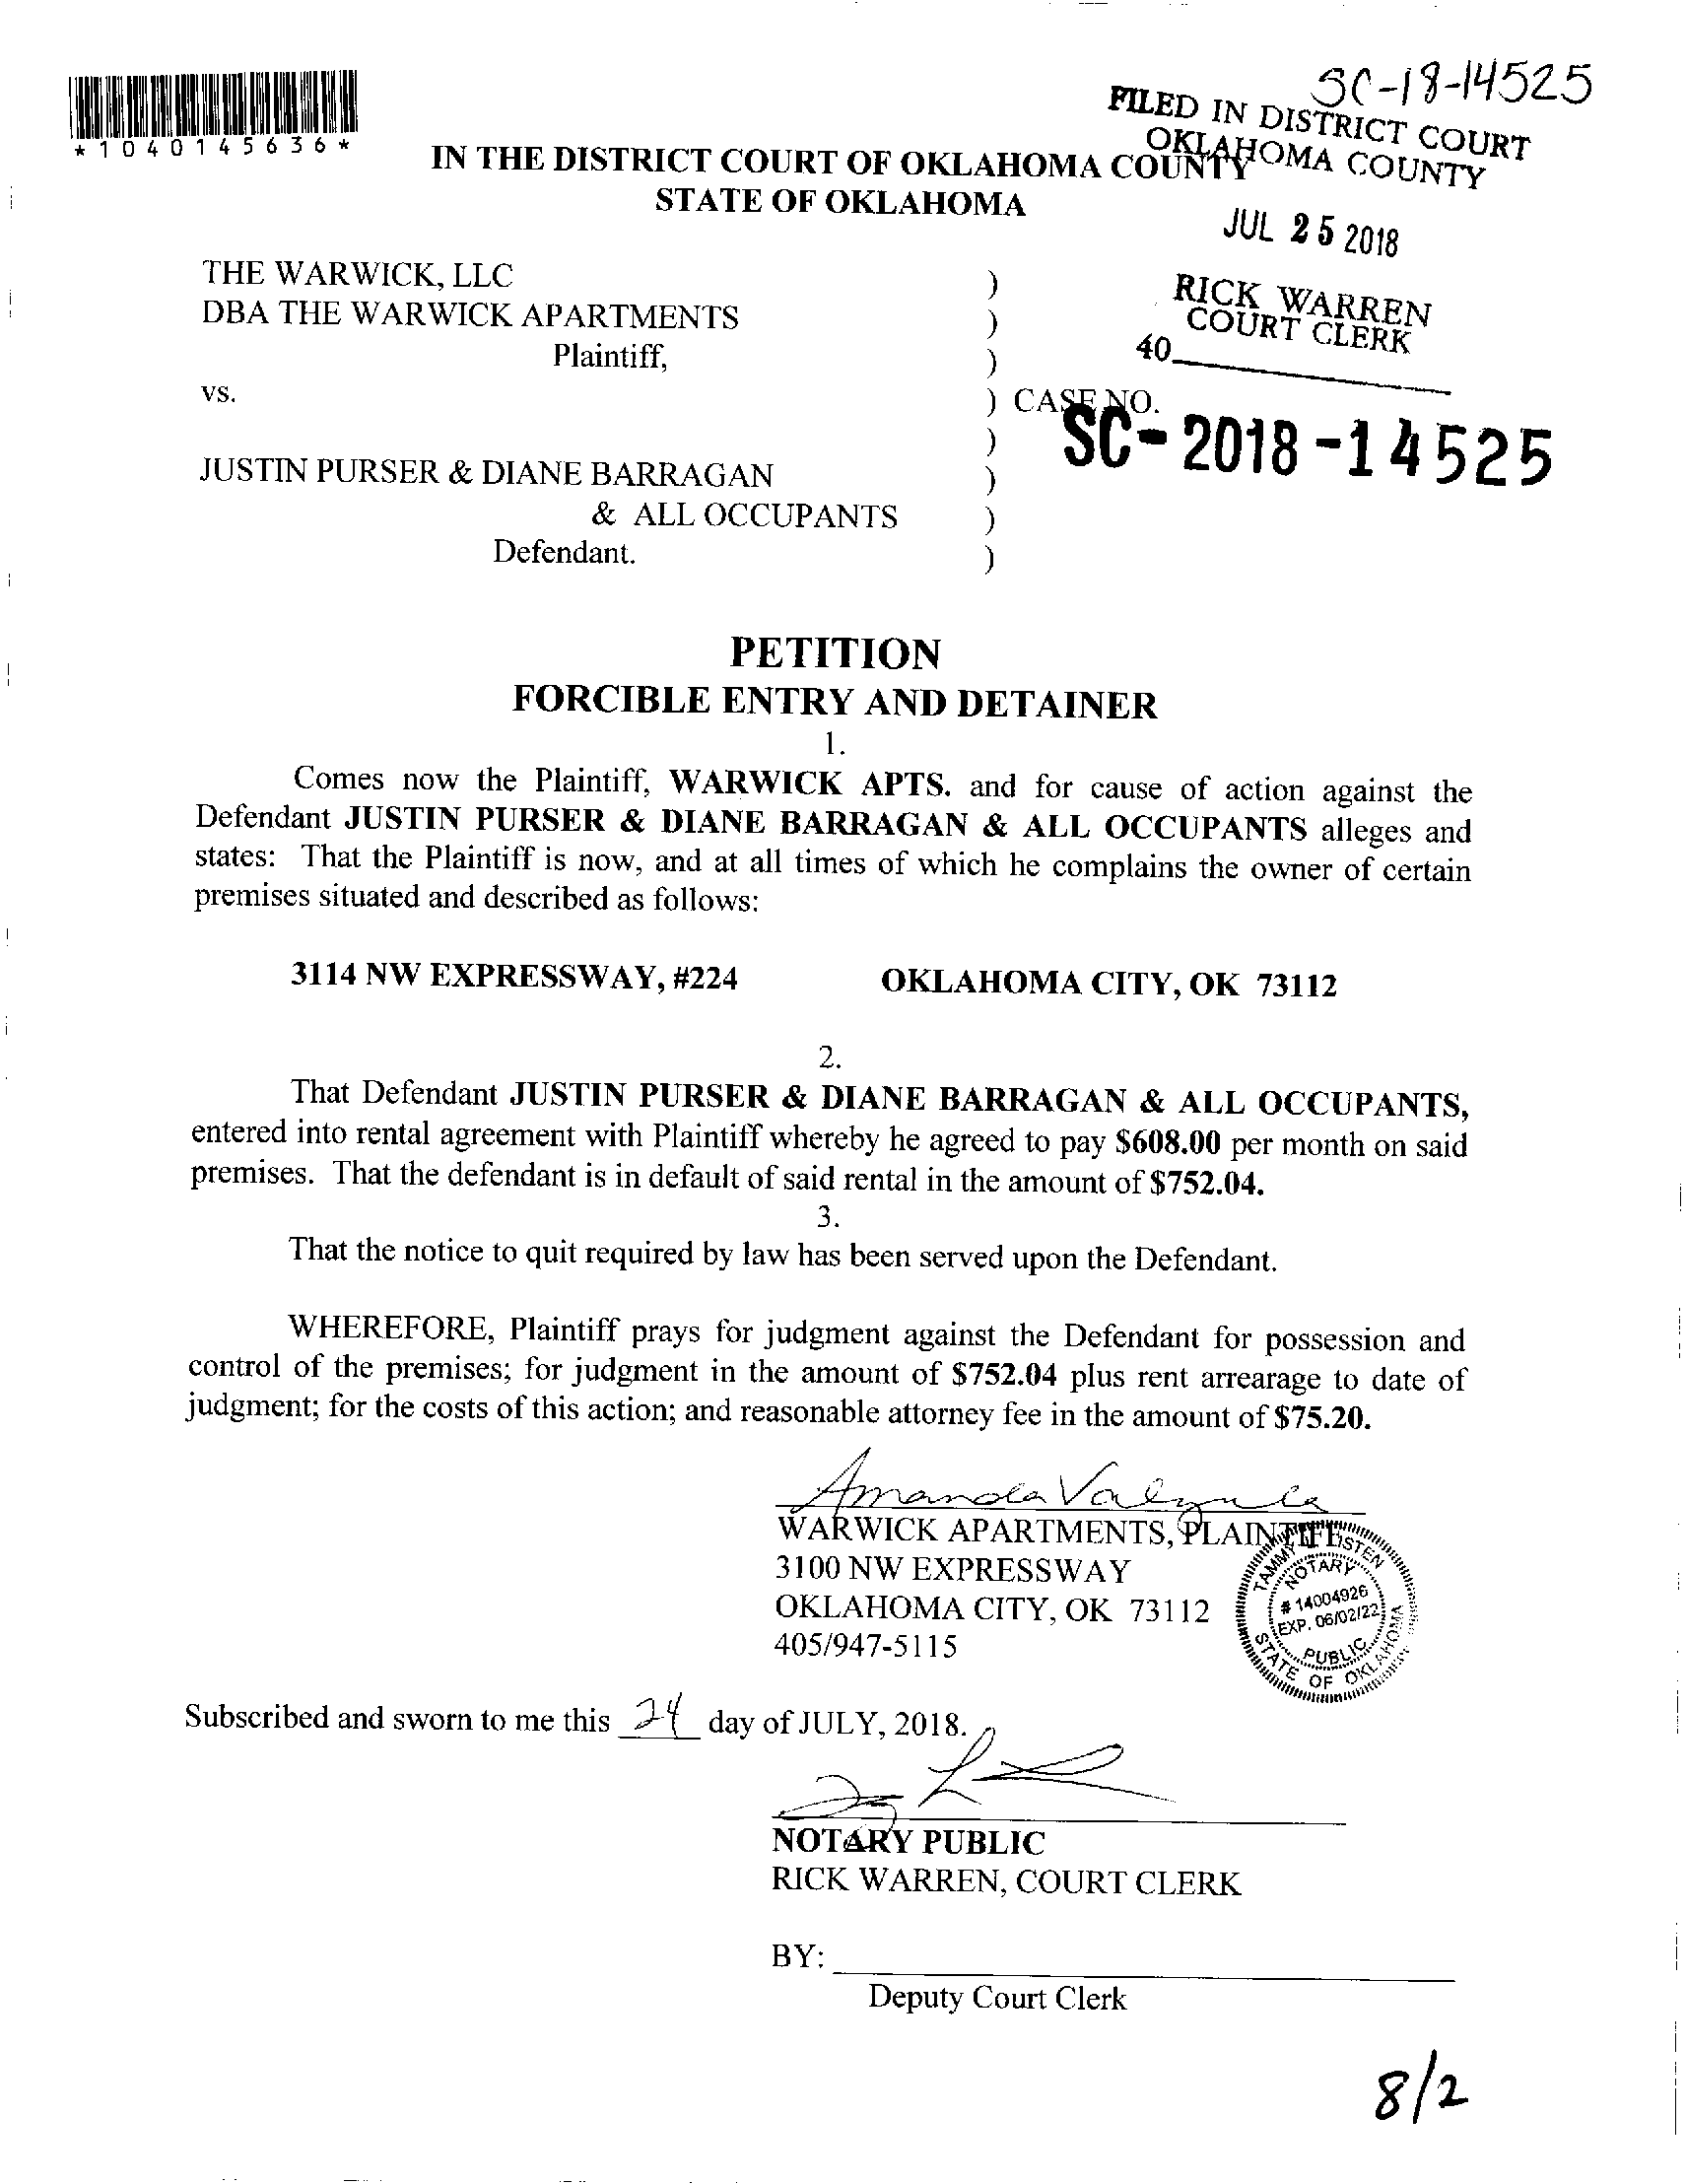 SC-18-14525
FILED IN DISTRICT COURT
OKLAHOMA COUNTY
*1040145636*
IN THE DISTRICT COURT OF OKLAHOMA COUNTY
STATE OF OKLAHOMA
JUL 25 2018
THE WARWICK, LLC )
DBA THE WARWICK APARTMENTS )
RICK WARREN
COURT CLERK
40
Plaintiff, )
vs. ) CASE NO.
)
SC-2018-14525
JUSTIN PURSER & DIANE BARRAGAN )
& ALL OCCUPANTS )
Defendant. )
PETITION
FORCIBLE ENTRY AND DETAINER
1.
Comes now the Plaintiff, WARWICK APTS. and for cause of action against the
Defendant JUSTIN PURSER & DIANE BARRAGAN & ALL OCCUPANTS alleges and
states: That the Plaintiff is now, and at all times of which he complains the owner of certain
premises situated and described as follows:
3114 NW EXPRESSWAY, #224 OKLAHOMA CITY, OK 73112
2.
That Defendant JUSTIN PURSER & DIANE BARRAGAN & ALL OCCUPANTS,
entered into rental agreement with Plaintiff whereby he agreed to pay $608.00 per month on said
premises. That the defendant is in default of said rental in the amount of $752.04.
3.
That the notice to quit required by law has been served upon the Defendant.
WHEREFORE, Plaintiff prays for judgment against the Defendant for possession and
control of the premises; for judgment in the amount of $752.04 plus rent arrearage to date of
judgment; for the costs of this action; and reasonable attorney fee in the amount of $75.20.
Amanda
WARWICK APARTMENTS, PLAINTIFF
3100 NW EXPRESSWAY
OKLAHOMA CITY, OK 73112
405/947-5115
TAMMY
NOTARY
# 14004926
EXP. 06/02/22
PUBLIC
STATE OF OKLAHOMA
Subscribed and sworn to me this 24 day of JULY, 2018.
NOTARY PUBLIC
RICK WARREN, COURT CLERK
BY:
Deputy Court Clerk
8/2